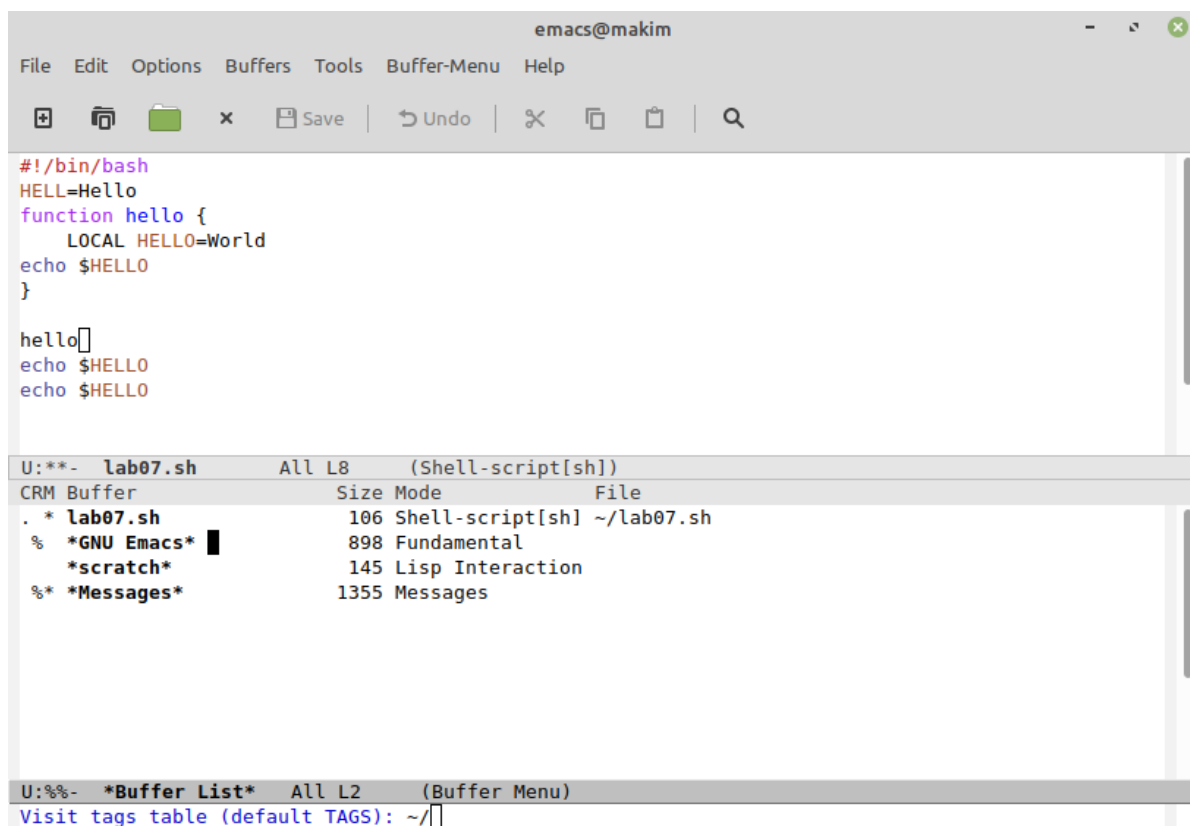 emacs@makim
File Edit Options Buffers Tools Buffer-Menu Help
Save Undo
#!/bin/bash
HELL=Hello
function hello {
    LOCAL HELLO=World
echo $HELLO
}
hello
echo $HELLO
echo $HELLO
U:**-  lab07.sh       All L8     (Shell-script[sh])
CRM Buffer                 Size Mode             File
. * lab07.sh                106 Shell-script[sh] ~/lab07.sh
 %  *GNU Emacs*             898 Fundamental
    *scratch*               145 Lisp Interaction
 %* *Messages*             1355 Messages
U:%%-  *Buffer List*   All L2     (Buffer Menu)
Visit tags table (default TAGS): ~/